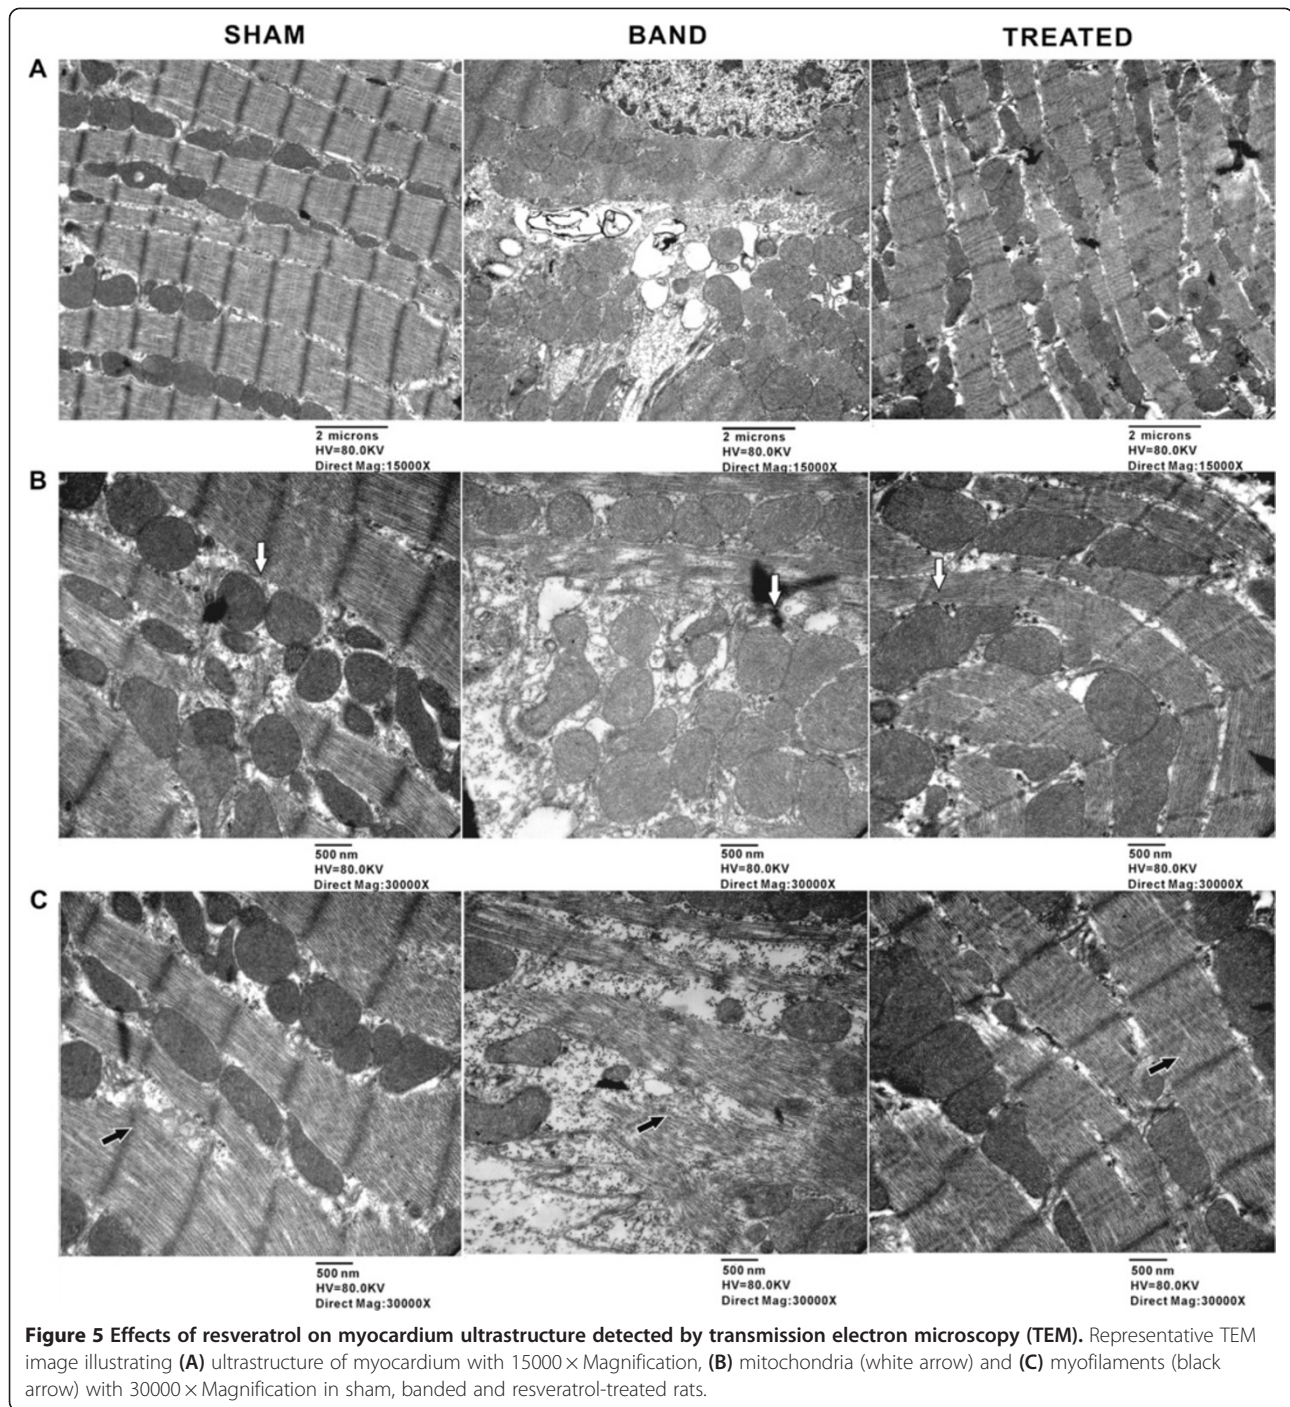 SHAM BAND TREATED
A
2 microns
HV=80.0KV
Direct Mag:15000X
2 microns
HV=80.0KV
Direct Mag:15000X
2 microns
HV=80.0KV
Direct Mag:15000X
B
500 nm
HV=80.0KV
Direct Mag:30000X
500 nm
HV=80.0KV
Direct Mag:30000X
500 nm
HV=80.0KV
Direct Mag:30000X
C
500 nm
HV=80.0KV
Direct Mag:30000X
500 nm
HV=80.0KV
Direct Mag:30000X
500 nm
HV=80.0KV
Direct Mag:30000X
Figure 5 Effects of resveratrol on myocardium ultrastructure detected by transmission electron microscopy (TEM). Representative TEM
image illustrating (A) ultrastructure of myocardium with 15000 × Magnification, (B) mitochondria (white arrow) and (C) myofilaments (black
arrow) with 30000 × Magnification in sham, banded and resveratrol-treated rats.